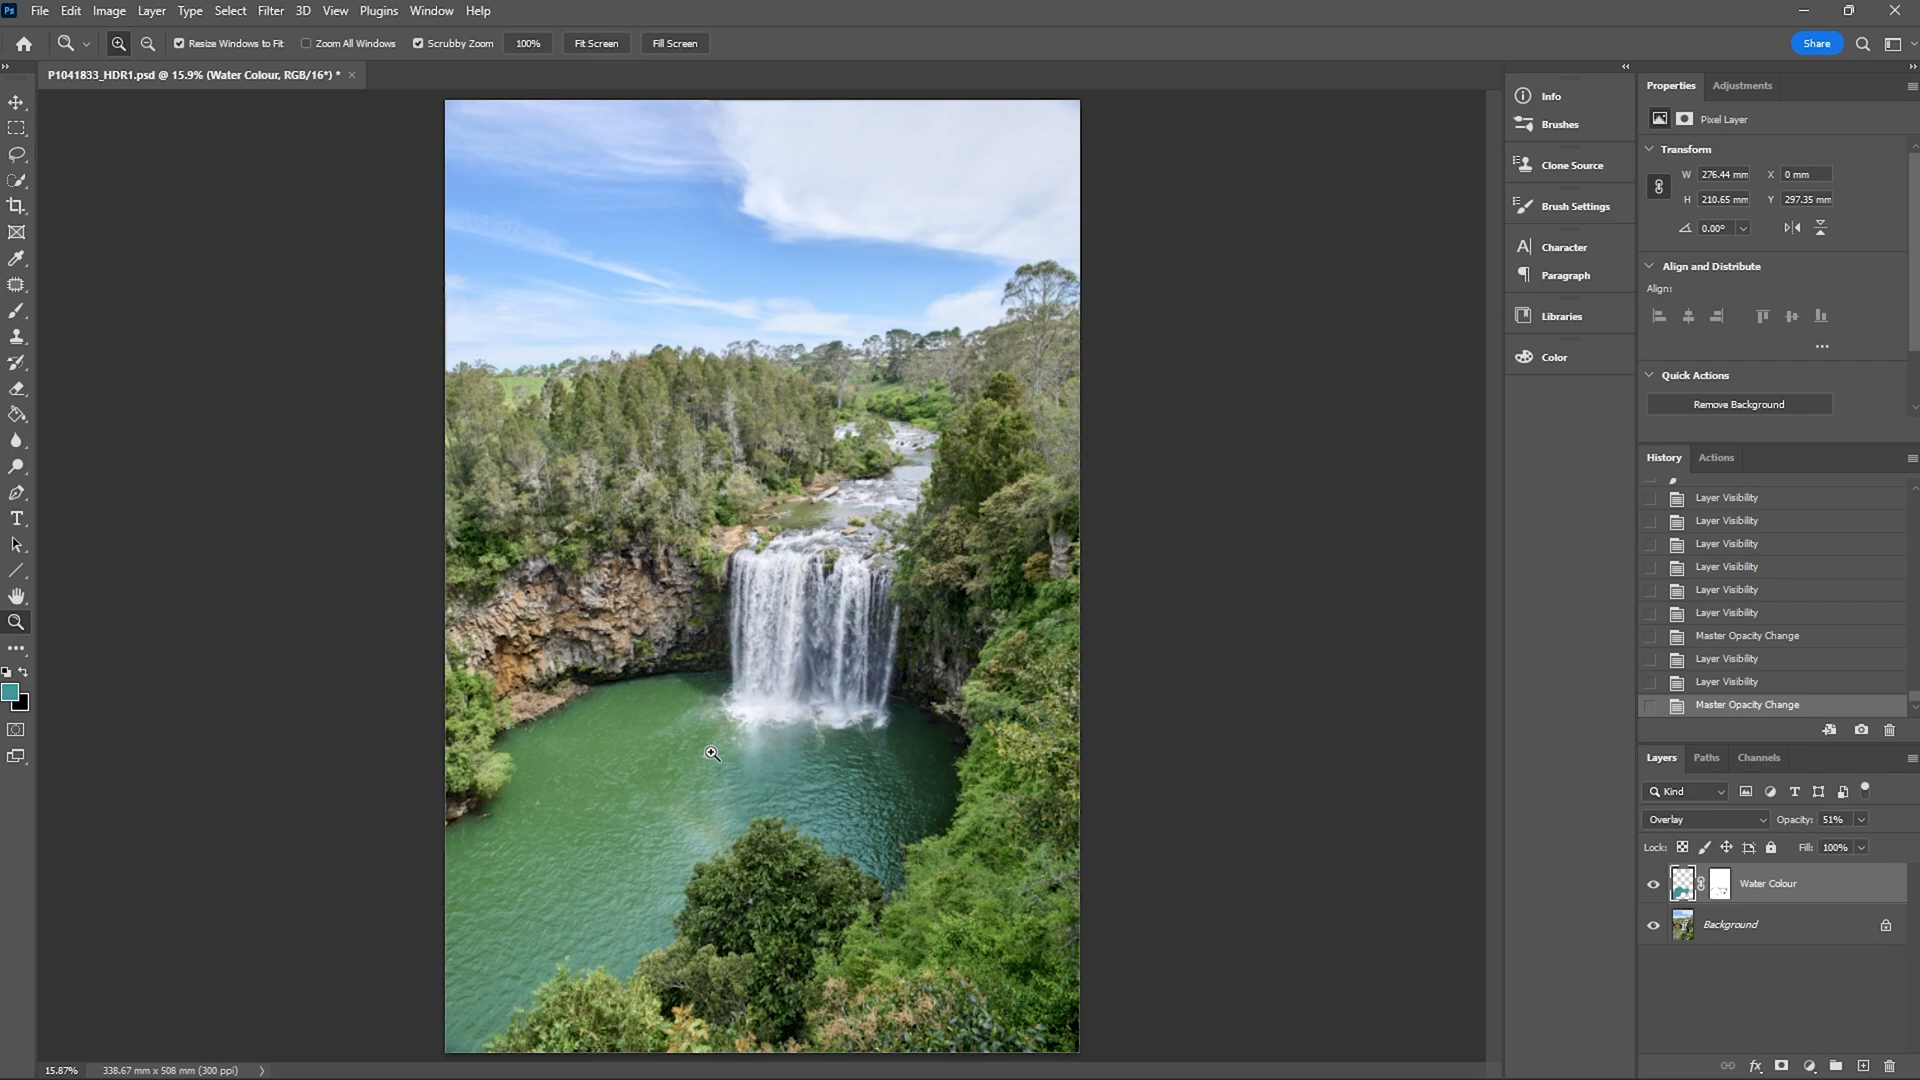 Ps File Edit Image Layer Type Select Filter 3D View Plugins Window Help
Resize Windows to Fit Zoom All Windows Scrubby Zoom 100% Fit Screen Fill Screen Share
P1041833_HDR1.psd @ 15.9% (Water Colour, RGB/16*) *
Info
Brushes
Clone Source
Brush Settings
Character
Paragraph
Libraries
Color
Properties Adjustments
Pixel Layer
Transform
W 276.44 mm X 0 mm
H 210.65 mm Y 297.35 mm
0.00°
Align and Distribute
Align:
Quick Actions
Remove Background
History Actions
Layer Visibility
Layer Visibility
Layer Visibility
Layer Visibility
Layer Visibility
Layer Visibility
Master Opacity Change
Layer Visibility
Layer Visibility
Master Opacity Change
Layers Paths Channels
Kind
Overlay Opacity: 51%
Lock: Fill: 100%
Water Colour
Background
fx
15.87% 338.67 mm x 508 mm (300 ppi)